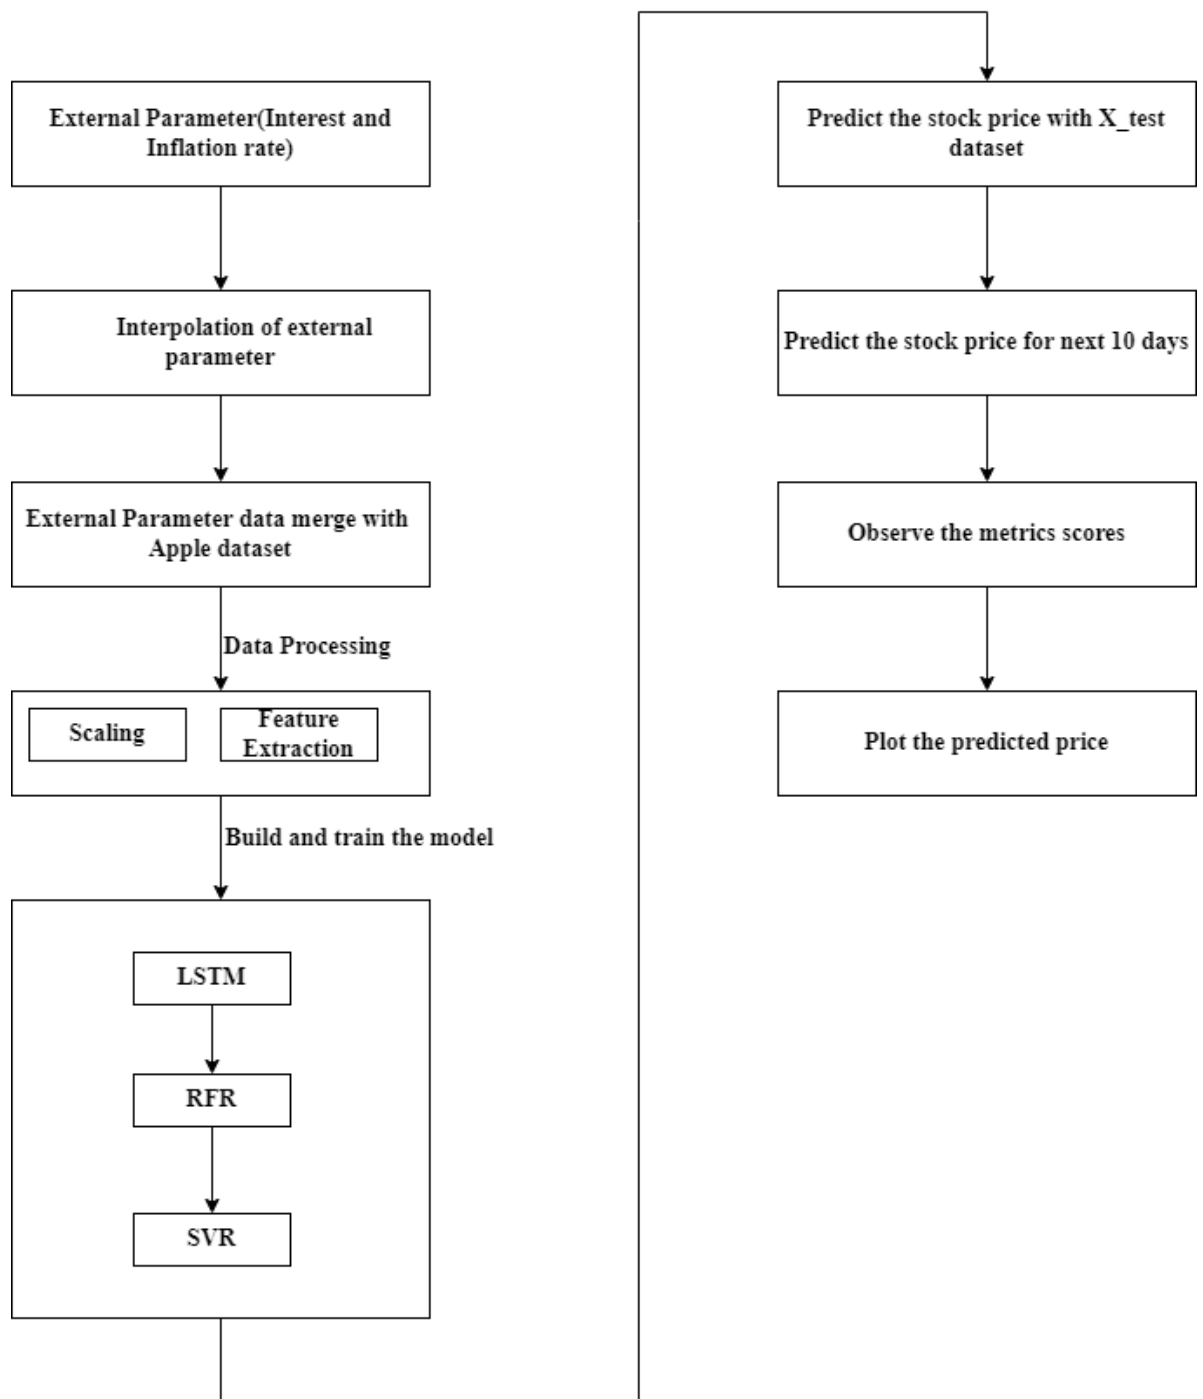 External Parameter(Interest and
Inflation rate)
Interpolation of external
parameter
External Parameter data merge with
Apple dataset
Data Processing
Scaling
Feature
Extraction
Build and train the model
LSTM
RFR
SVR
Predict the stock price with X_test
dataset
Predict the stock price for next 10 days
Observe the metrics scores
Plot the predicted price